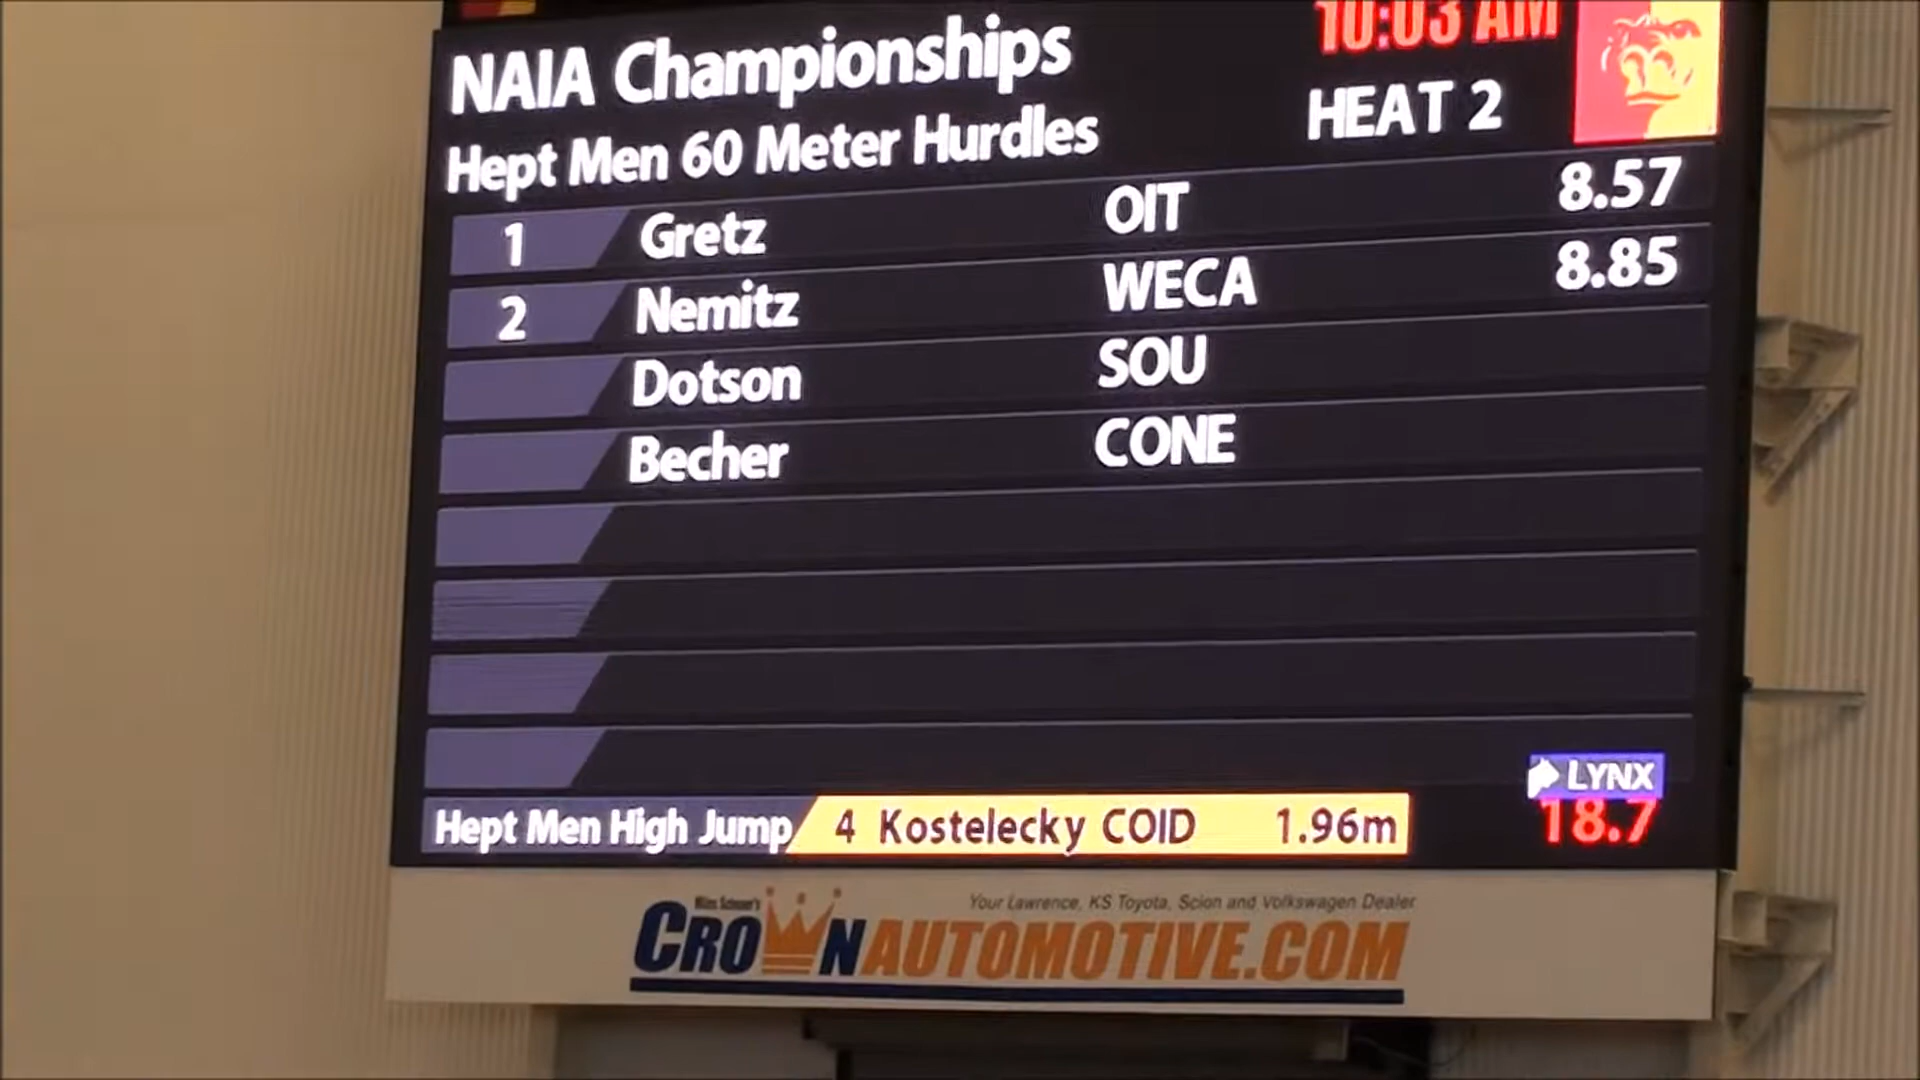 10:03 AM
NAIA Championships
HEAT 2
Hept Men 60 Meter Hurdles
1 Gretz OIT 8.57
2 Nemitz WECA 8.85
Dotson SOU
Becher CONE
LYNX
Hept Men High Jump 4 Kostelecky COID 1.96m 18.7
Your Lawrence, KS Toyota, Scion and Volkswagen Dealer
CROWNAUTOMOTIVE.COM